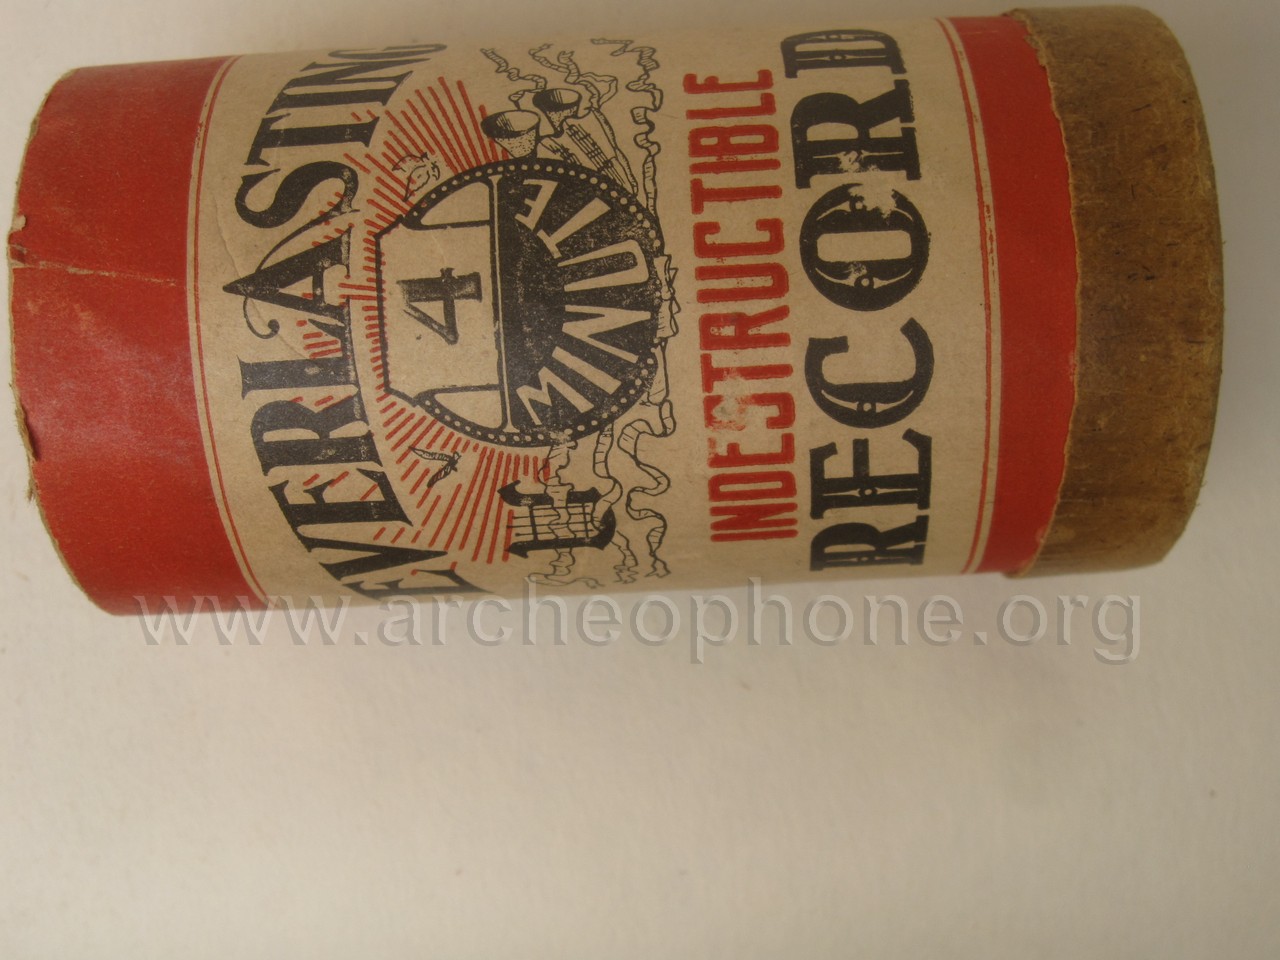 EVERLASTING
4
MINUTE
INDESTRUCTIBLE
RECORD
www.archeophone.org